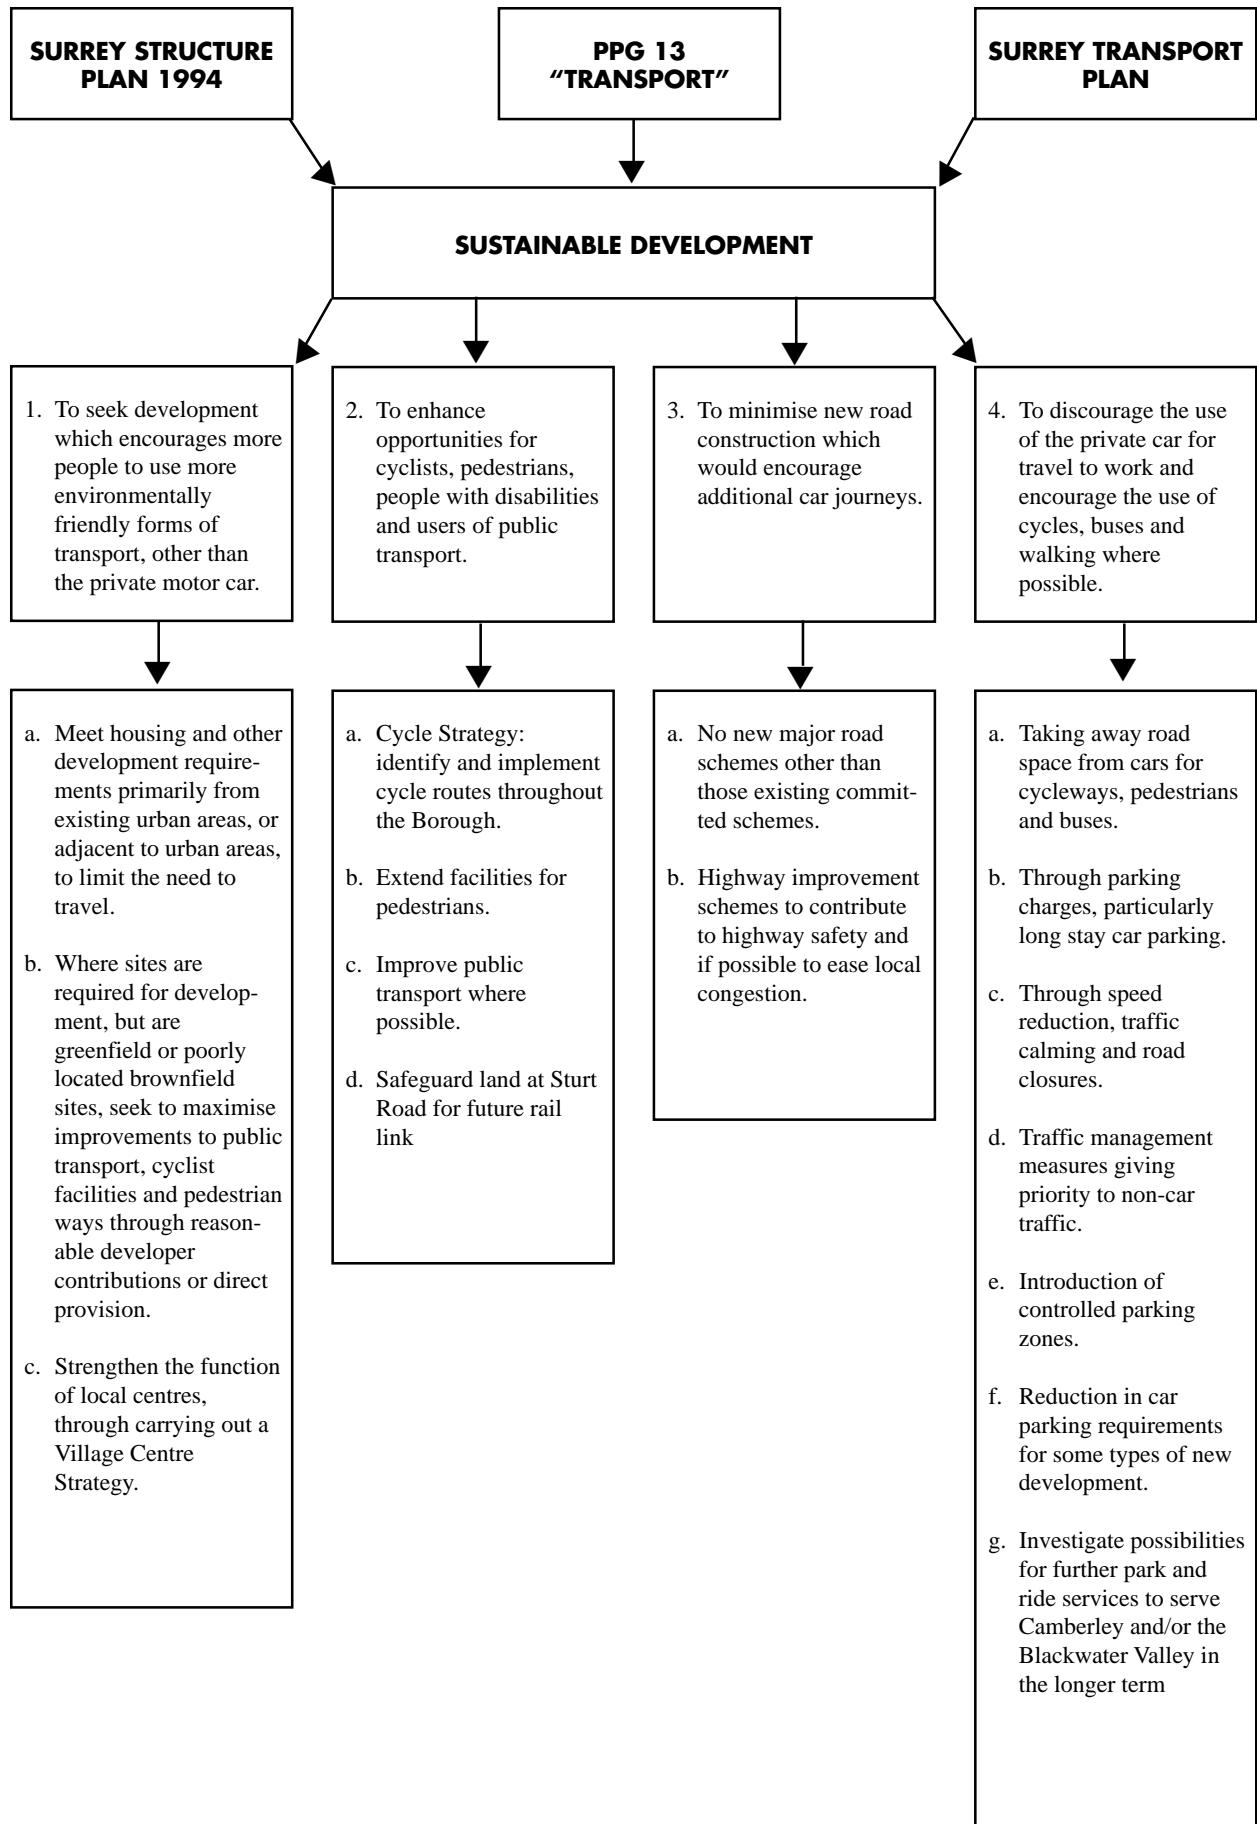 SURREY STRUCTURE
PLAN 1994
PPG 13
“TRANSPORT”
SURREY TRANSPORT
PLAN
SUSTAINABLE DEVELOPMENT
1. To seek development
which encourages more
people to use more
environmentally
friendly forms of
transport, other than
the private motor car.
2. To enhance
opportunities for
cyclists, pedestrians,
people with disabilities
and users of public
transport.
3. To minimise new road
construction which
would encourage
additional car journeys.
4. To discourage the use
of the private car for
travel to work and
encourage the use of
cycles, buses and
walking where
possible.
a. Meet housing and other
development require-
ments primarily from
existing urban areas, or
adjacent to urban areas,
to limit the need to
travel.
b. Where sites are
required for develop-
ment, but are
greenfield or poorly
located brownfield
sites, seek to maximise
improvements to public
transport, cyclist
facilities and pedestrian
ways through reason-
able developer
contributions or direct
provision.
c. Strengthen the function
of local centres,
through carrying out a
Village Centre
Strategy.
a. Cycle Strategy:
identify and implement
cycle routes throughout
the Borough.
b. Extend facilities for
pedestrians.
c. Improve public
transport where
possible.
d. Safeguard land at Sturt
Road for future rail
link
a. No new major road
schemes other than
those existing commit-
ted schemes.
b. Highway improvement
schemes to contribute
to highway safety and
if possible to ease local
congestion.
a. Taking away road
space from cars for
cycleways, pedestrians
and buses.
b. Through parking
charges, particularly
long stay car parking.
c. Through speed
reduction, traffic
calming and road
closures.
d. Traffic management
measures giving
priority to non-car
traffic.
e. Introduction of
controlled parking
zones.
f. Reduction in car
parking requirements
for some types of new
development.
g. Investigate possibilities
for further park and
ride services to serve
Camberley and/or the
Blackwater Valley in
the longer term